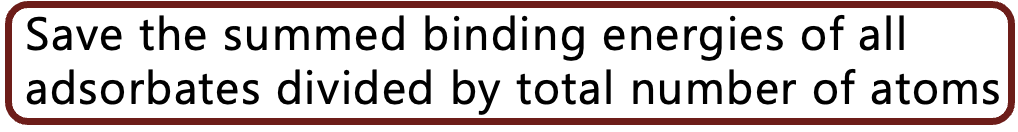 Save the summed binding energies of all
adsorbates divided by total number of atoms